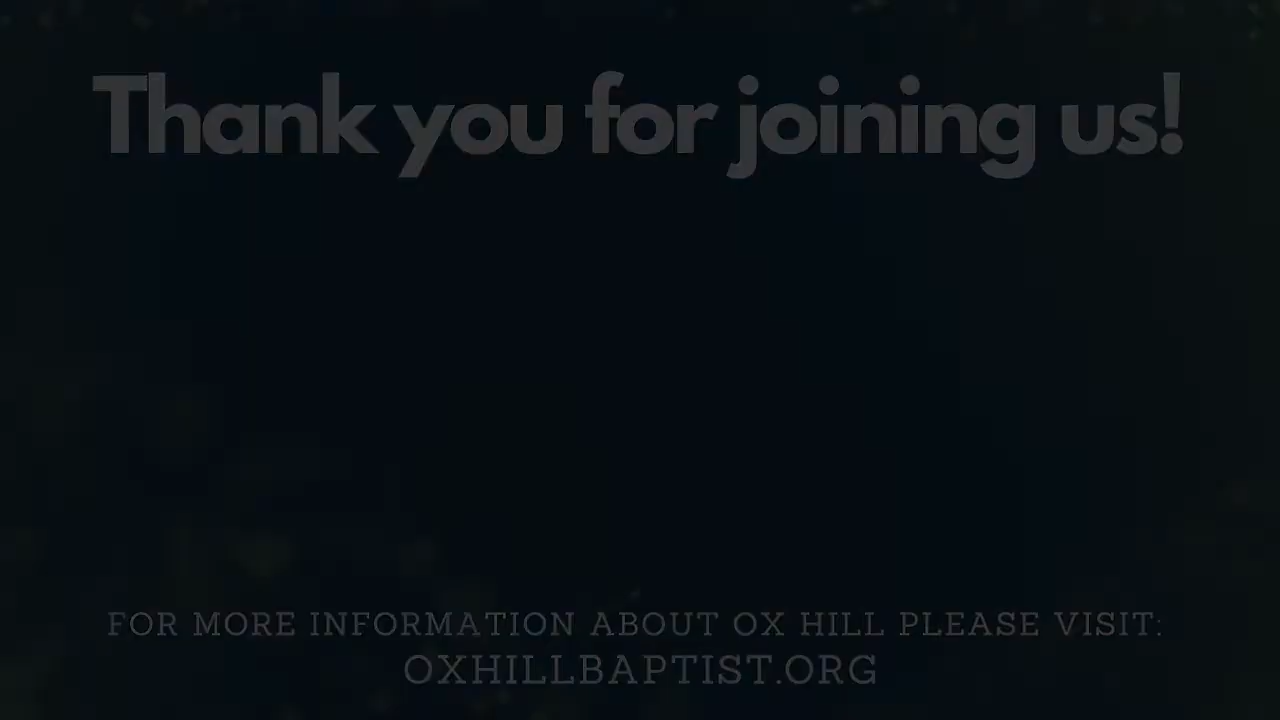 Thank you for joining us!
FOR MORE INFORMATION ABOUT OX HILL PLEASE VISIT:
OXHILLBAPTIST.ORG